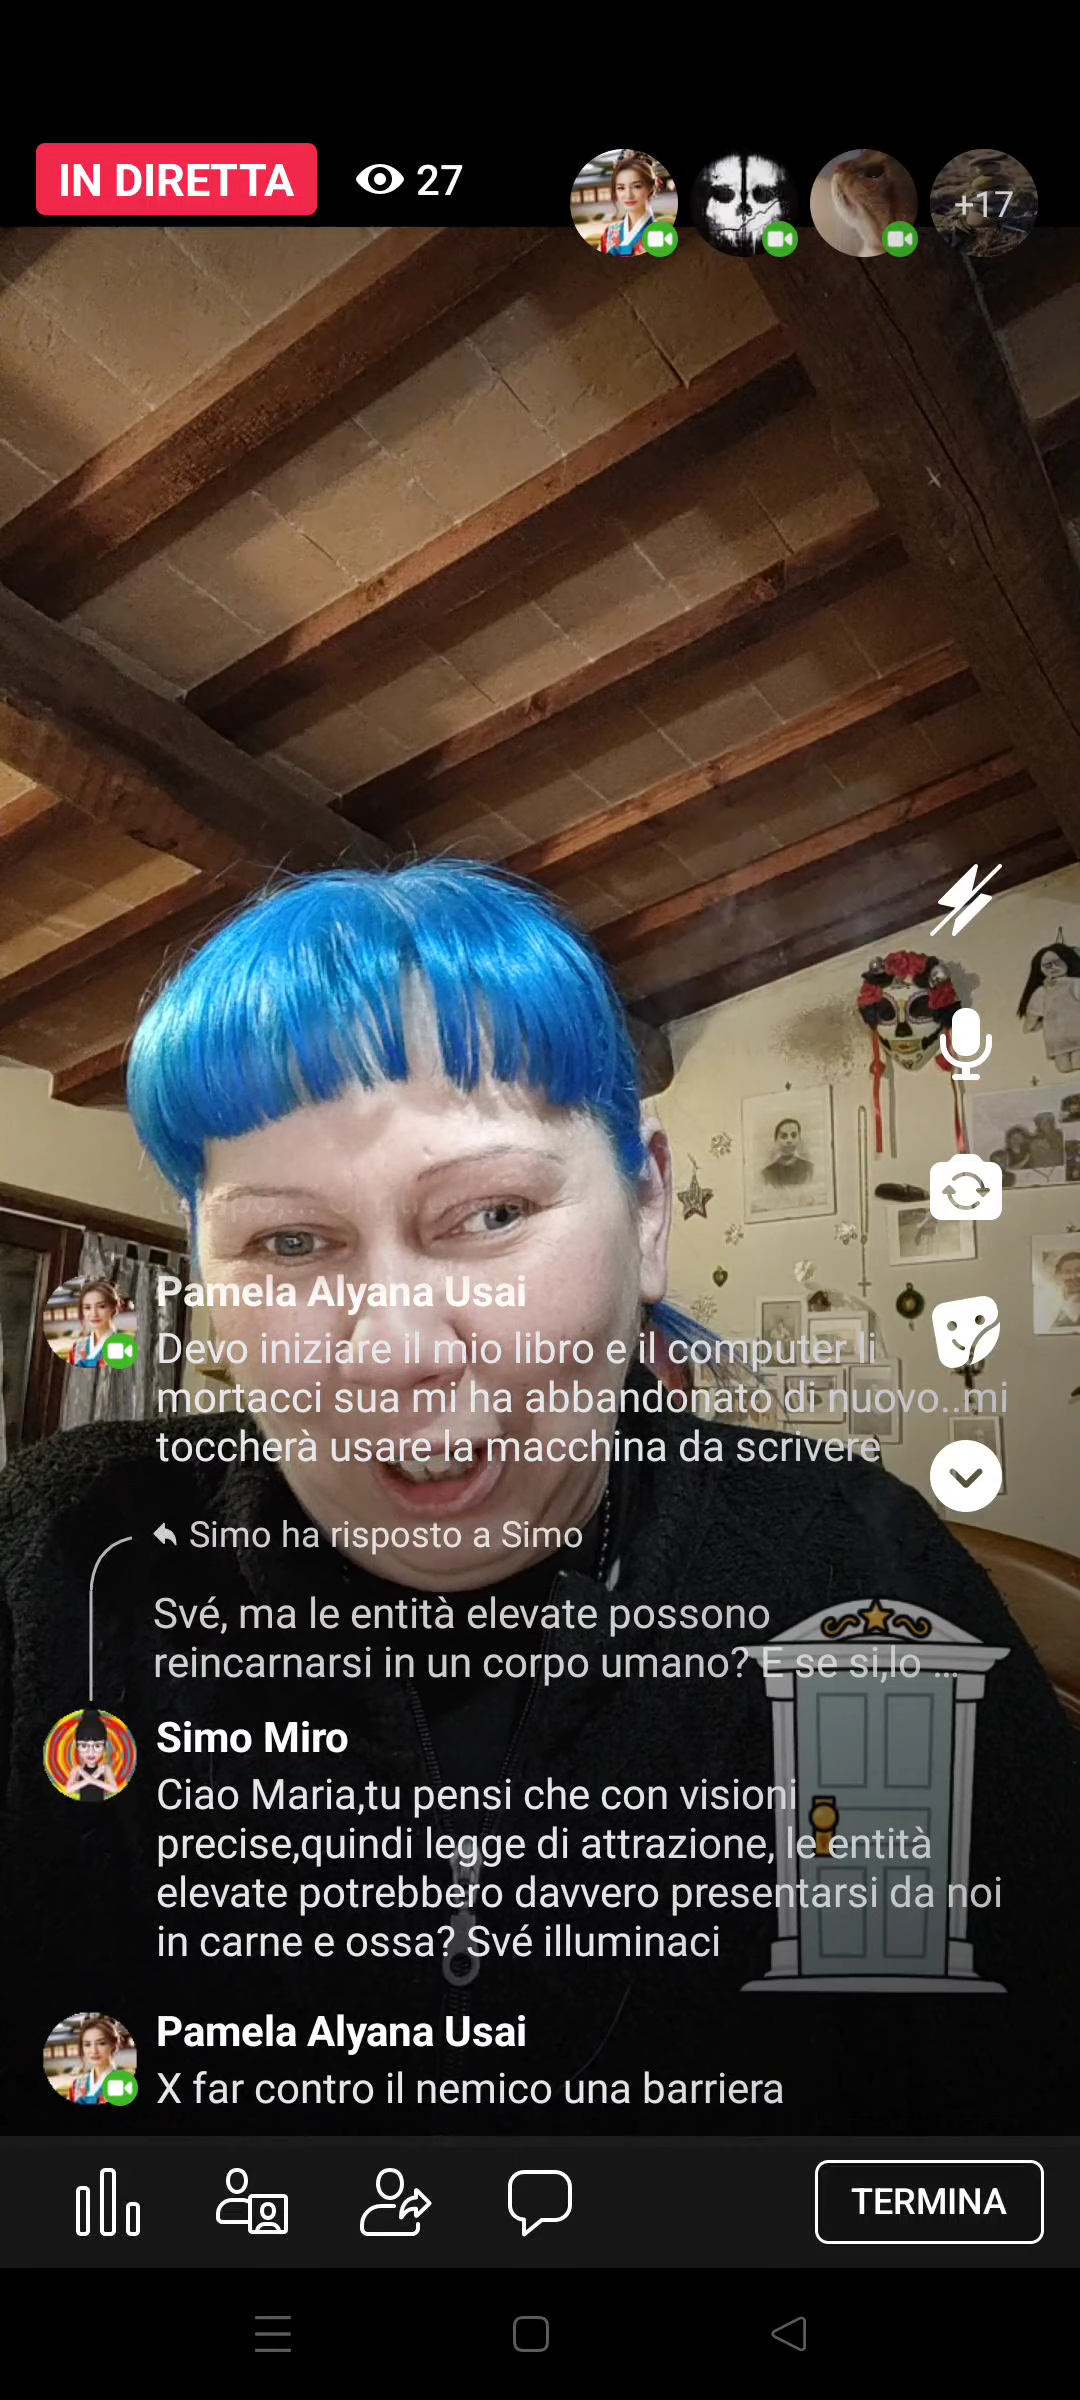 IN DIRETTA
27
+17
Pamela Alyana Usai
Devo iniziare il mio libro e il computer li
mortacci sua mi ha abbandonato di nuovo..mi
toccherà usare la macchina da scrivere
Simo ha risposto a Simo
Své, ma le entità elevate possono
reincarnarsi in un corpo umano? E se si,lo ...
Simo Miro
Ciao Maria,tu pensi che con visioni
precise,quindi legge di attrazione, le entità
elevate potrebbero davvero presentarsi da noi
in carne e ossa? Své illuminaci
Pamela Alyana Usai
X far contro il nemico una barriera
TERMINA